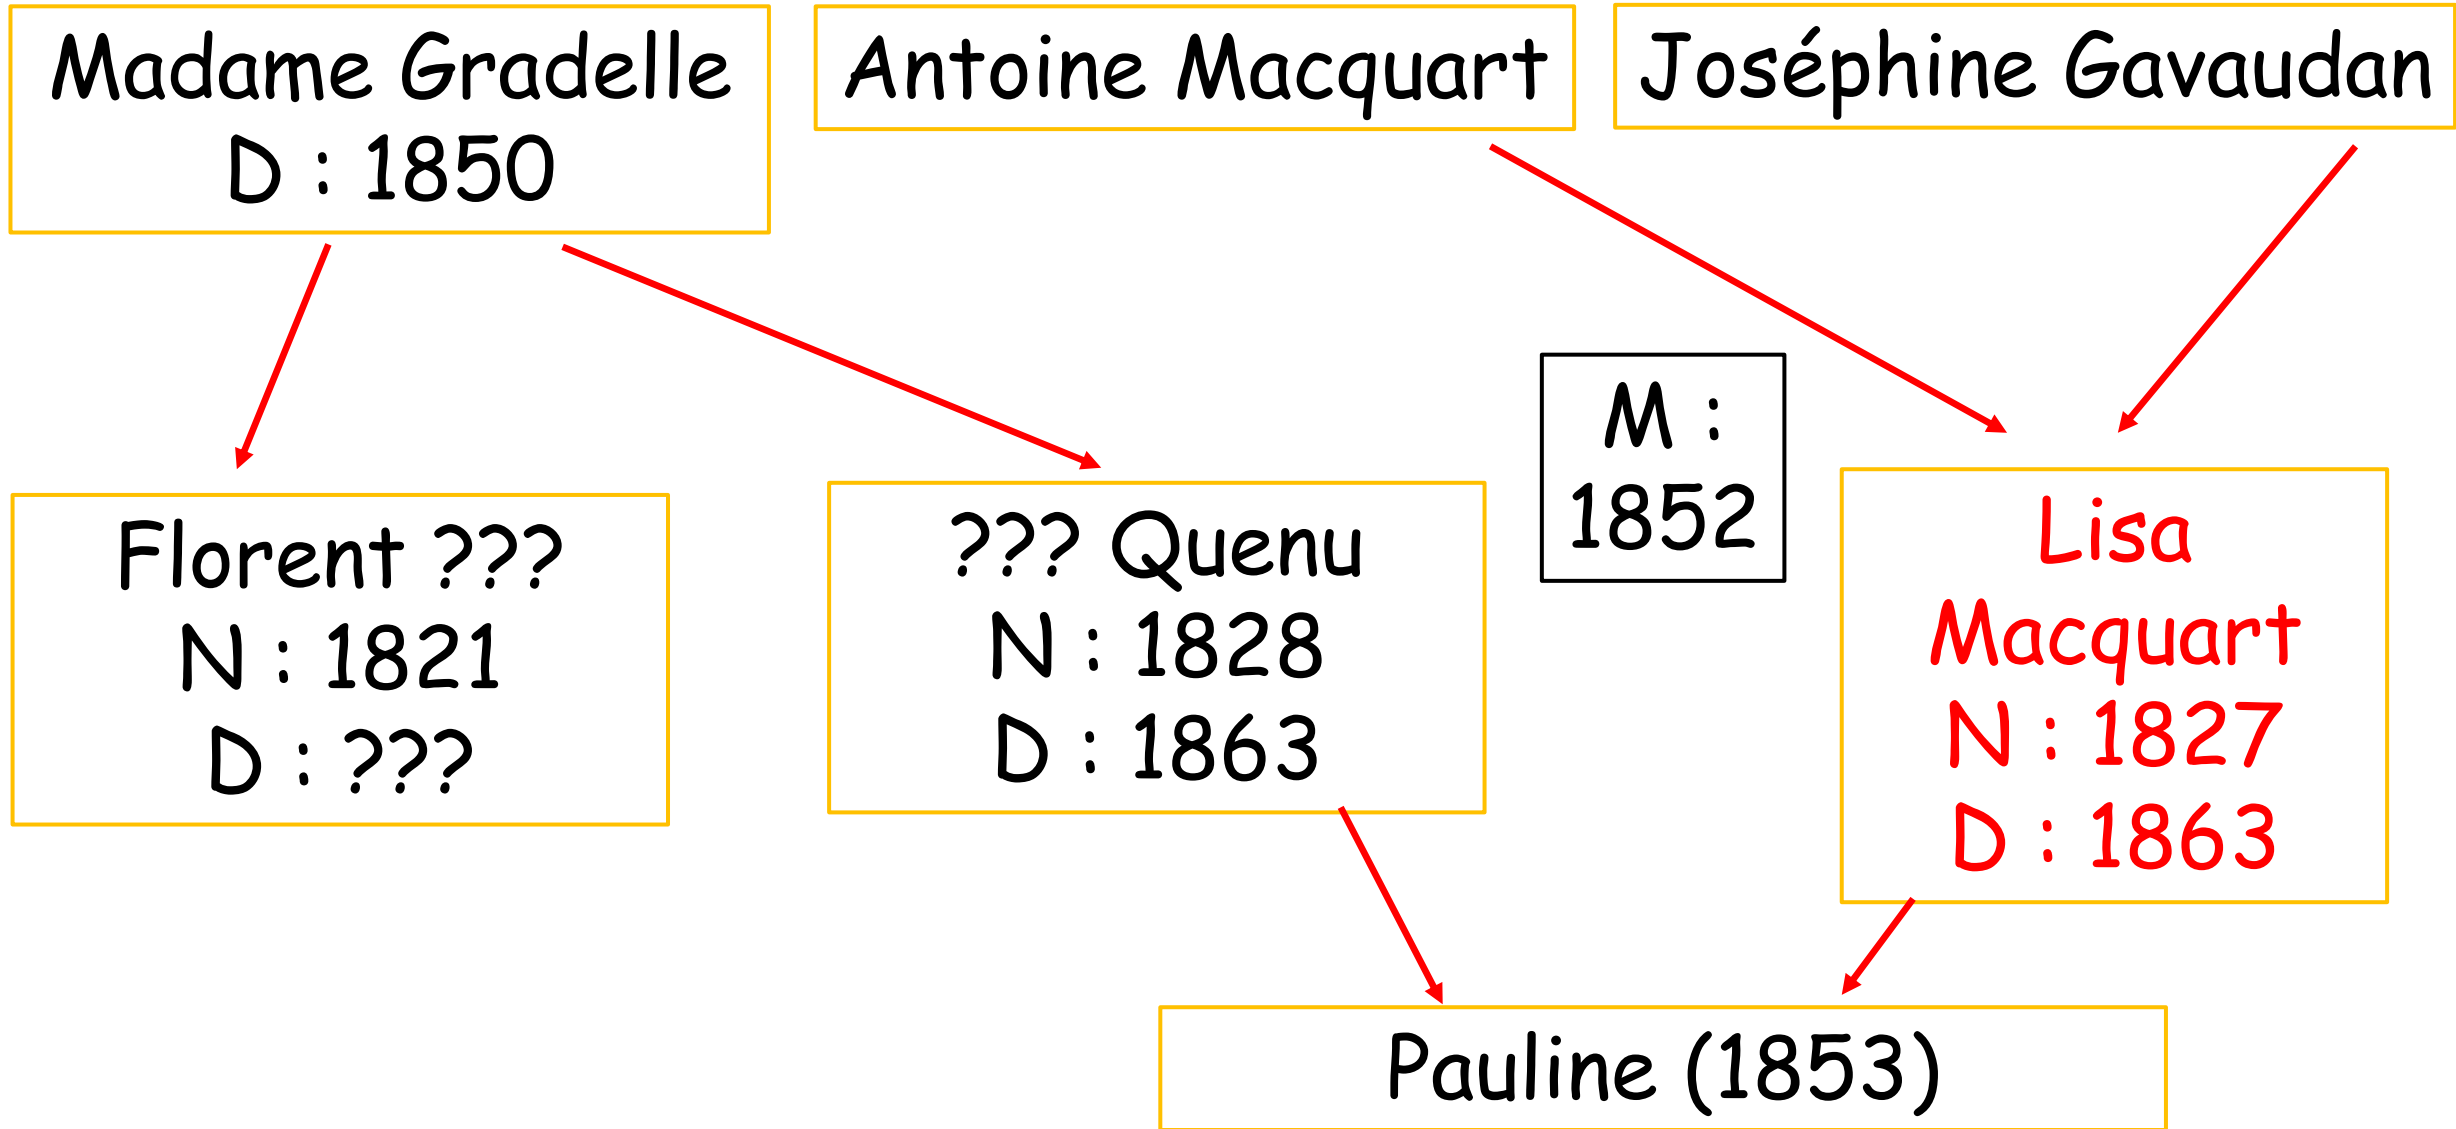 Madame Gradelle
D : 1850
Antoine Macquart
Joséphine Gavaudan
M :
1852
Florent ???
N : 1821
D : ???
??? Quenu
N : 1828
D : 1863
Lisa
Macquart
N : 1827
D : 1863
Pauline (1853)